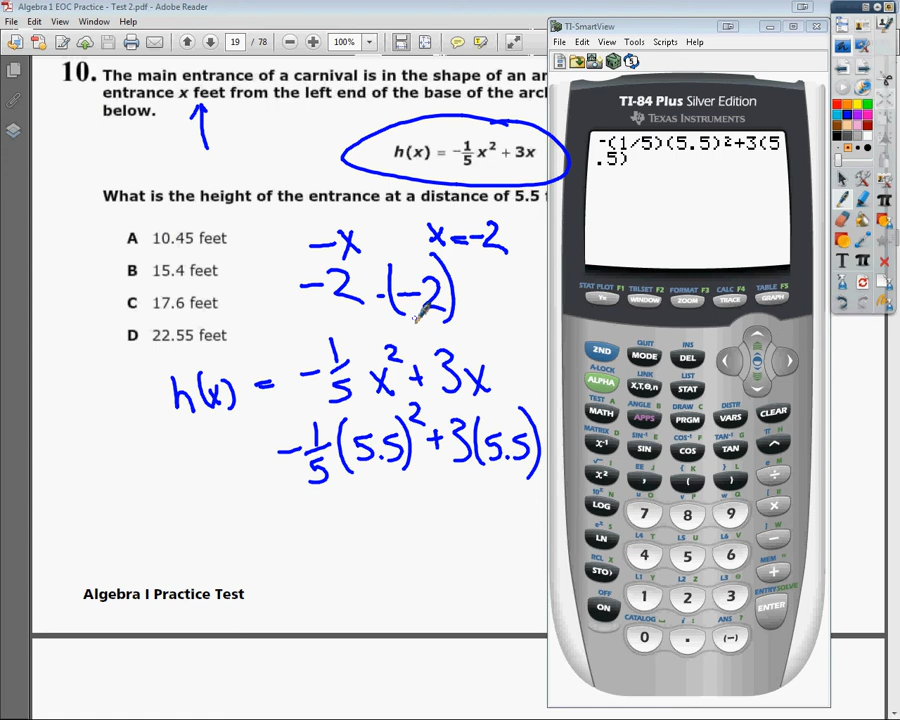 Algebra 1 EOC Practice - Test 2.pdf - Adobe Reader
File Edit View Window Help
19 / 78 100%
10. The main entrance of a carnival is in the shape of an ar
entrance x feet from the left end of the base of the arc
below.
h(x) = -1/5 x² + 3x
What is the height of the entrance at a distance of 5.5
A 10.45 feet
B 15.4 feet
C 17.6 feet
D 22.55 feet
-x x=-2
-2 -(-2)
h(x) = -1/5 x² + 3x
-1/5 (5.5)² + 3(5.5)
Algebra I Practice Test
TI-SmartView
File Edit View Tools Scripts Help
TI-84 Plus Silver Edition
TEXAS INSTRUMENTS
-(1/5)(5.5)²+3(5
.5)
STAT PLOT F1 TBLSET F2 FORMAT F3 CALC F4 TABLE F5
Y= WINDOW ZOOM TRACE GRAPH
QUIT INS
2ND MODE DEL
A-LOCK LINK LIST
ALPHA X,T,Θ,n STAT
TEST A ANGLE B DRAW C DISTR
MATH APPS PRGM VARS CLEAR
MATRIX D SIN⁻¹ E COS⁻¹ F TAN⁻¹ G π H
x⁻¹ SIN COS TAN ^
√ I EE J { K } L e M
x² , ( ) ÷
10ˣ N u O v P w Q [ R
LOG 7 8 9 ×
eˣ S L4 T L5 U L6 V ] W
LN 4 5 6 −
RCL X L1 Y L2 Z L3 θ MEM "
STO 1 2 3 +
CATALOG i : ANS ? ENTRY SOLVE
ON 0 . (−) ENTER
T